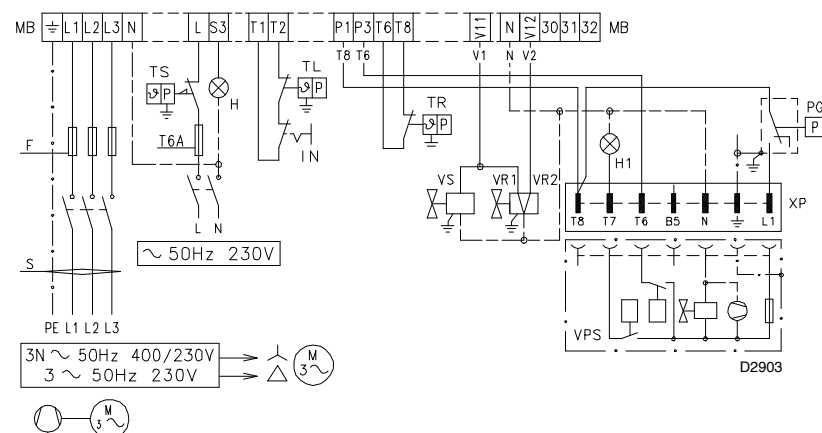 MB ⏚ L1 L2 L3 N L S3 T1 T2 P1 P3 T6 T8 V11 N V12 30 31 32 MB
T8 T6 V1 N V2
TS ϑ P H
TL ϑ P
TR ϑ P
PG P
F T6A IN
H1
VS VR1 VR2
T8 T7 T6 B5 N ⏚ L1 XP
L N
~ 50Hz 230V
S
PE L1 L2 L3
VPS
D2903
3N ~ 50Hz 400/230V
3 ~ 50Hz 230V
M
3~
M
3~